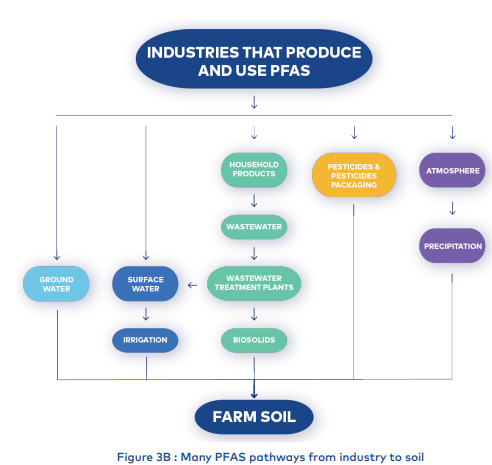 INDUSTRIES THAT PRODUCE
AND USE PFAS
HOUSEHOLD
PRODUCTS
PESTICIDES &
PESTICIDES
PACKAGING
ATMOSPHERE
WASTEWATER
PRECIPITATION
GROUND
WATER
SURFACE
WATER
WASTEWATER
TREATMENT PLANTS
IRRIGATION
BIOSOLIDS
FARM SOIL
Figure 3B : Many PFAS pathways from industry to soil